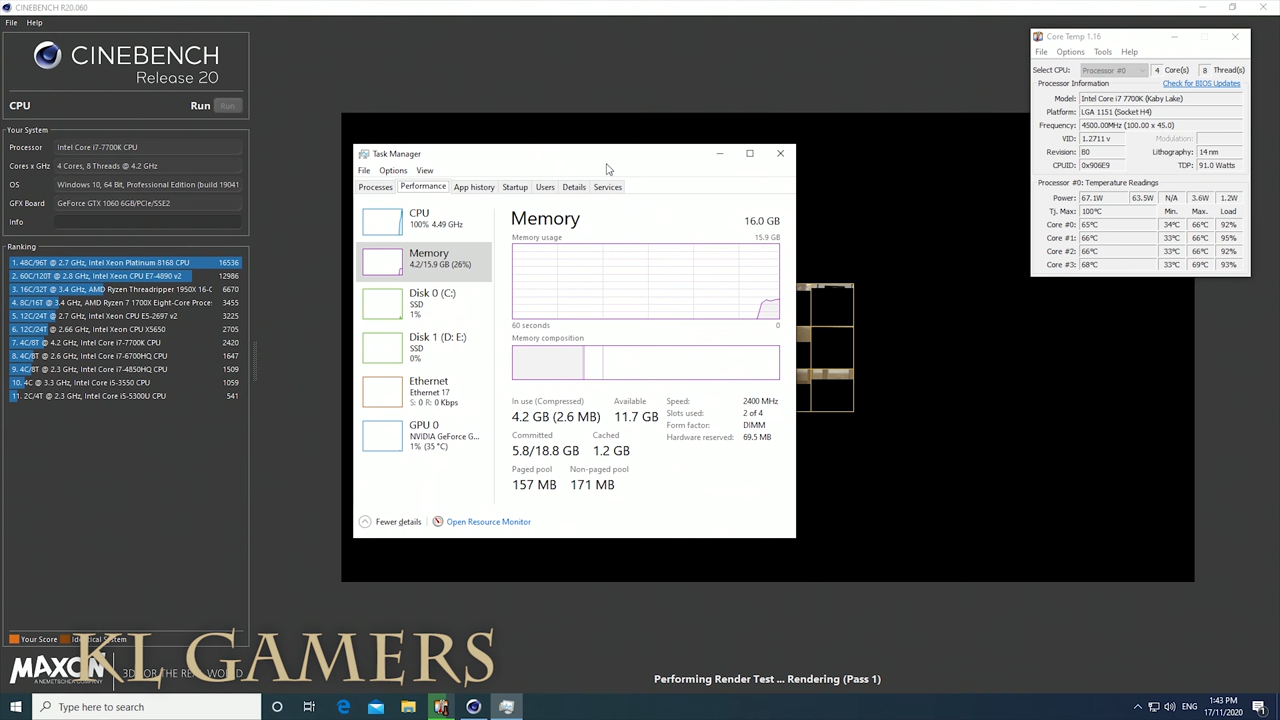 CINEBENCH R20.060
File Help
CINEBENCH
Release 20
CPU Run Run
Your System
Processor Intel Core i7-7700K CPU
Cores x GHz 4 Cores, 8 Threads @ 4.2 GHz
OS Windows 10, 64 Bit, Professional Edition (build 19041
GFX Board GeForce GTX 1060 6GB/PCIe/SSE2
Info
Ranking
1. 48C/96T @ 2.7 GHz, Intel Xeon Platinum 8168 CPU 16536
2. 60C/120T @ 2.8 GHz, Intel Xeon CPU E7-4890 v2 12986
3. 16C/32T @ 3.4 GHz, AMD Ryzen Threadripper 1950X 16-C 6670
4. 8C/16T @ 3.4 GHz, AMD Ryzen 7 1700X Eight-Core Proce: 3455
5. 12C/24T @ 2.7 GHz, Intel Xeon CPU E5-2697 v2 3225
6. 12C/24T @ 2.66 GHz, Intel Xeon CPU X5650 2705
7. 4C/8T @ 4.2 GHz, Intel Core i7-7700K CPU 2420
8. 4C/8T @ 2.6 GHz, Intel Core i7-6700HQ CPU 1647
9. 4C/8T @ 2.3 GHz, Intel Core i7-4850HQ CPU 1509
10. 4C @ 3.3 GHz, Intel Core i5-3550 CPU 1059
11. 2C/4T @ 2.3 GHz, Intel Core i5-5300U CPU 541
Your Score Identical System
MAXON
A NEMETSCHEK COMPANY
3D FOR THE REAL WORLD
KL GAMERS
Task Manager
File Options View
Processes Performance App history Startup Users Details Services
CPU
100% 4.49 GHz
Memory
4.2/15.9 GB (26%)
Disk 0 (C:)
SSD
1%
Disk 1 (D: E:)
SSD
0%
Ethernet
Ethernet 17
S: 0 R: 0 Kbps
GPU 0
NVIDIA GeForce G...
1% (35 °C)
Memory 16.0 GB
Memory usage 15.9 GB
60 seconds 0
Memory composition
In use (Compressed) Available
4.2 GB (2.6 MB) 11.7 GB
Committed Cached
5.8/18.8 GB 1.2 GB
Paged pool Non-paged pool
157 MB 171 MB
Speed: 2400 MHz
Slots used: 2 of 4
Form factor: DIMM
Hardware reserved: 69.5 MB
Fewer details Open Resource Monitor
Core Temp 1.16
File Options Tools Help
Select CPU: Processor #0 4 Core(s) 8 Thread(s)
Processor Information Check for BIOS Updates
Model: Intel Core i7 7700K (Kaby Lake)
Platform: LGA 1151 (Socket H4)
Frequency: 4500.00MHz (100.00 x 45.0)
VID: 1.2711 v Modulation:
Revision: B0 Lithography: 14 nm
CPUID: 0x906E9 TDP: 91.0 Watts
Processor #0: Temperature Readings
Power: 67.1W 63.5W N/A 3.6W 1.2W
Tj. Max: 100°C Min. Max. Load
Core #0: 65°C 34°C 66°C 92%
Core #1: 66°C 33°C 66°C 95%
Core #2: 66°C 33°C 66°C 92%
Core #3: 68°C 33°C 69°C 93%
Performing Render Test ... Rendering (Pass 1)
Type here to search
ENG
1:43 PM
17/11/2020
1